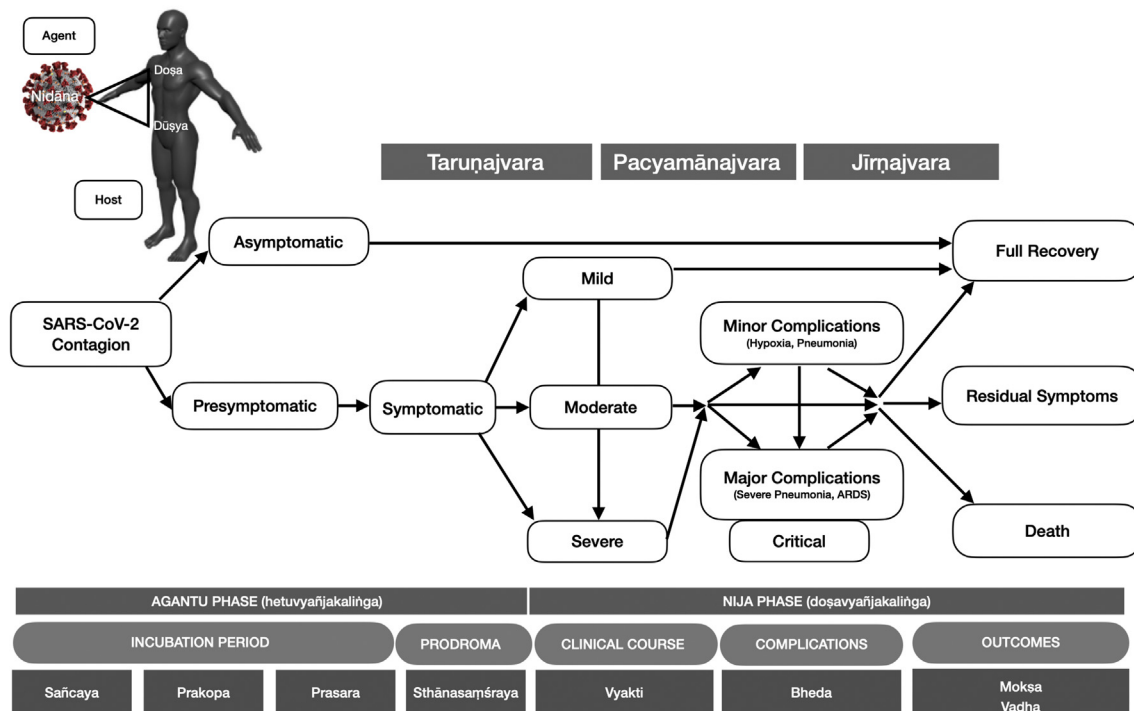 Agent
Doṣa
Nidāna
Dūṣya
Host
Taruṇajvara
Pacyamānajvara
Jīrṇajvara
Asymptomatic
Full Recovery
Mild
SARS-CoV-2
Contagion
Minor Complications
(Hypoxia, Pneumonia)
Presymptomatic
Symptomatic
Moderate
Residual Symptoms
Major Complications
(Severe Pneumonia, ARDS)
Severe
Critical
Death
AGANTU PHASE (hetuvyañjakaliṅga)
NIJA PHASE (doṣavyañjakaliṅga)
INCUBATION PERIOD
PRODROMA
CLINICAL COURSE
COMPLICATIONS
OUTCOMES
Sañcaya
Prakopa
Prasara
Sthānasaṃśraya
Vyakti
Bheda
Mokṣa
Vadha